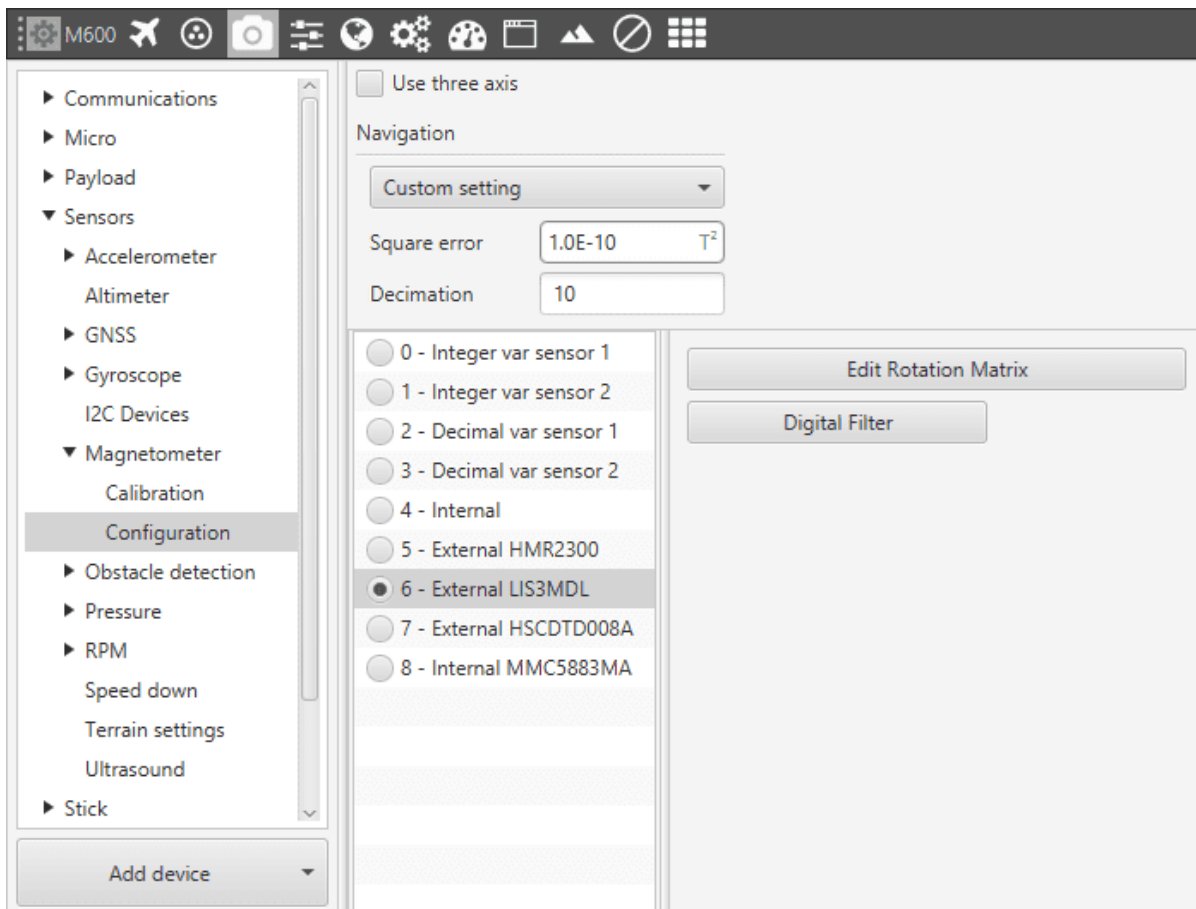 M600
Communications
Micro
Payload
Sensors
Accelerometer
Altimeter
GNSS
Gyroscope
I2C Devices
Magnetometer
Calibration
Configuration
Obstacle detection
Pressure
RPM
Speed down
Terrain settings
Ultrasound
Stick
Add device
Use three axis
Navigation
Custom setting
Square error 1.0E-10 T²
Decimation 10
0 - Integer var sensor 1
1 - Integer var sensor 2
2 - Decimal var sensor 1
3 - Decimal var sensor 2
4 - Internal
5 - External HMR2300
6 - External LIS3MDL
7 - External HSCDTD008A
8 - Internal MMC5883MA
Edit Rotation Matrix
Digital Filter